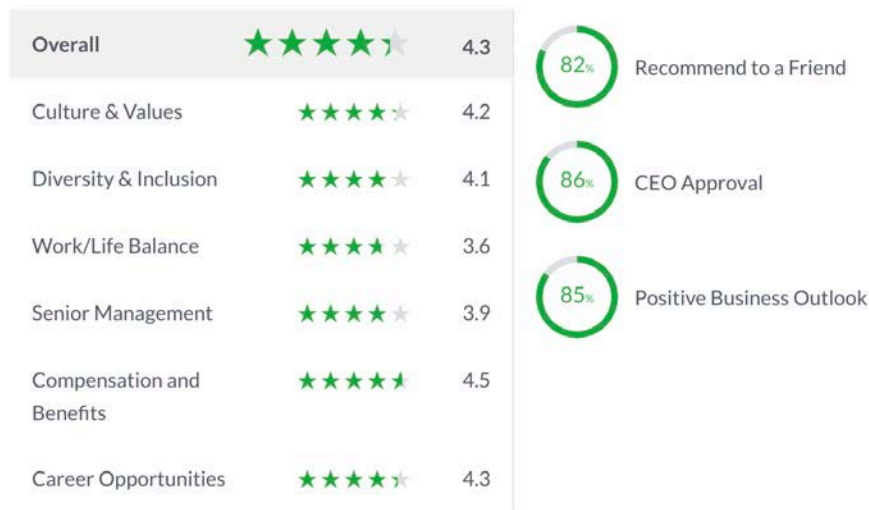 Overall 4.3
Culture & Values 4.2
Diversity & Inclusion 4.1
Work/Life Balance 3.6
Senior Management 3.9
Compensation and 4.5
Benefits
Career Opportunities 4.3
82% Recommend to a Friend
86% CEO Approval
85% Positive Business Outlook